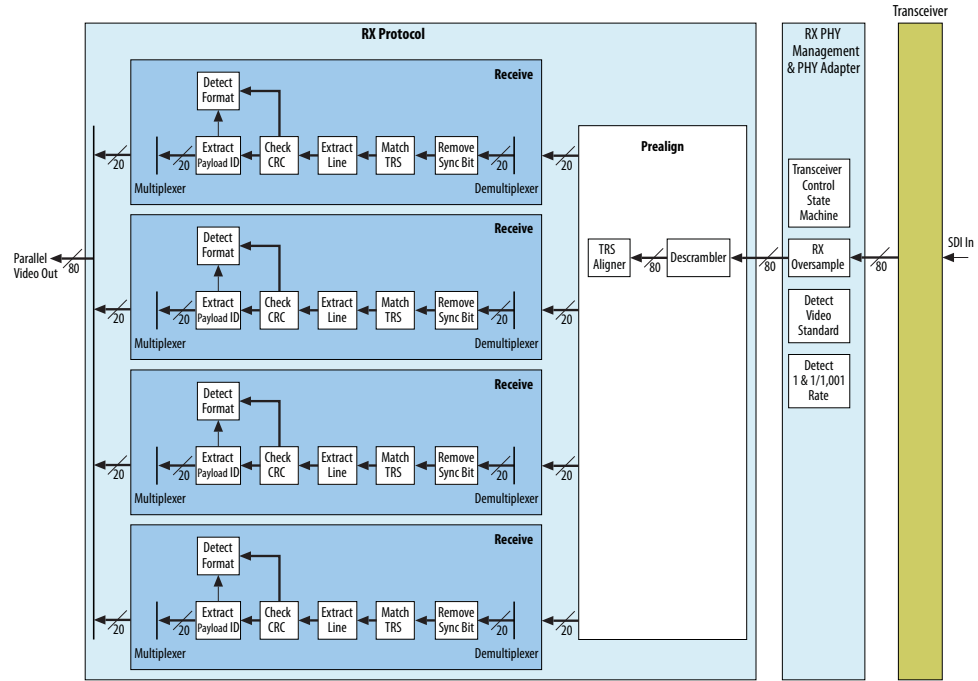 Transceiver
RX Protocol
RX PHY
Management
& PHY Adapter
Receive
Detect
Format
Extract
Payload ID
Check
CRC
Extract
Line
Match
TRS
Remove
Sync Bit
20
20
20
20
Multiplexer
Demultiplexer
Prealign
Transceiver
Control
State
Machine
Receive
Detect
Format
Extract
Payload ID
Check
CRC
Extract
Line
Match
TRS
Remove
Sync Bit
20
20
20
20
Multiplexer
Demultiplexer
Parallel
Video Out
80
TRS
Aligner
80
Descrambler
80
RX
Oversample
80
SDI In
Detect
Video
Standard
Detect
1 & 1/1,001
Rate
Receive
Detect
Format
Extract
Payload ID
Check
CRC
Extract
Line
Match
TRS
Remove
Sync Bit
20
20
20
20
Multiplexer
Demultiplexer
Receive
Detect
Format
Extract
Payload ID
Check
CRC
Extract
Line
Match
TRS
Remove
Sync Bit
20
20
20
20
Multiplexer
Demultiplexer